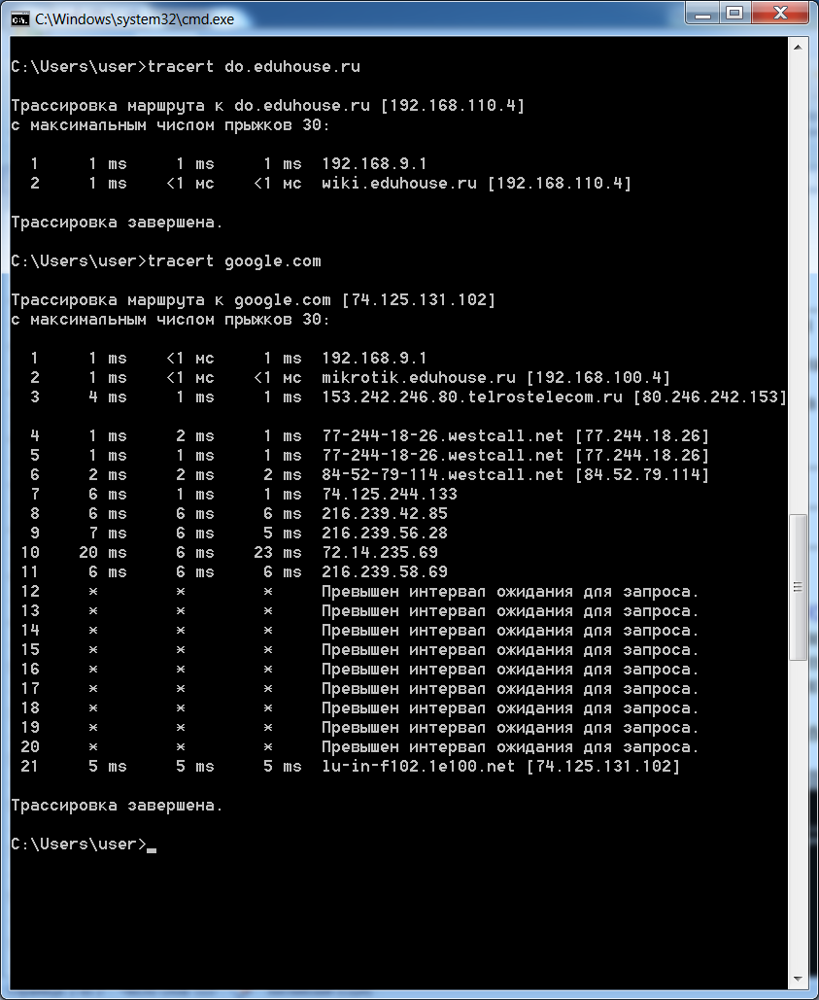 C:\Windows\system32\cmd.exe
C:\Users\user>tracert do.eduhouse.ru
Трассировка маршрута к do.eduhouse.ru [192.168.110.4]
с максимальным числом прыжков 30:
1 1 ms 1 ms 1 ms 192.168.9.1
2 1 ms <1 мс <1 мс wiki.eduhouse.ru [192.168.110.4]
Трассировка завершена.
C:\Users\user>tracert google.com
Трассировка маршрута к google.com [74.125.131.102]
с максимальным числом прыжков 30:
1 1 ms <1 мс 1 ms 192.168.9.1
2 1 ms <1 мс <1 мс mikrotik.eduhouse.ru [192.168.100.4]
3 4 ms 1 ms 1 ms 153.242.246.80.telrostelecom.ru [80.246.242.153]
4 1 ms 2 ms 1 ms 77-244-18-26.westcall.net [77.244.18.26]
5 1 ms 1 ms 1 ms 77-244-18-26.westcall.net [77.244.18.26]
6 2 ms 2 ms 2 ms 84-52-79-114.westcall.net [84.52.79.114]
7 6 ms 1 ms 1 ms 74.125.244.133
8 6 ms 6 ms 6 ms 216.239.42.85
9 7 ms 6 ms 5 ms 216.239.56.28
10 20 ms 6 ms 23 ms 72.14.235.69
11 6 ms 6 ms 6 ms 216.239.58.69
12 * * * Превышен интервал ожидания для запроса.
13 * * * Превышен интервал ожидания для запроса.
14 * * * Превышен интервал ожидания для запроса.
15 * * * Превышен интервал ожидания для запроса.
16 * * * Превышен интервал ожидания для запроса.
17 * * * Превышен интервал ожидания для запроса.
18 * * * Превышен интервал ожидания для запроса.
19 * * * Превышен интервал ожидания для запроса.
20 * * * Превышен интервал ожидания для запроса.
21 5 ms 5 ms 5 ms lu-in-f102.1e100.net [74.125.131.102]
Трассировка завершена.
C:\Users\user>_